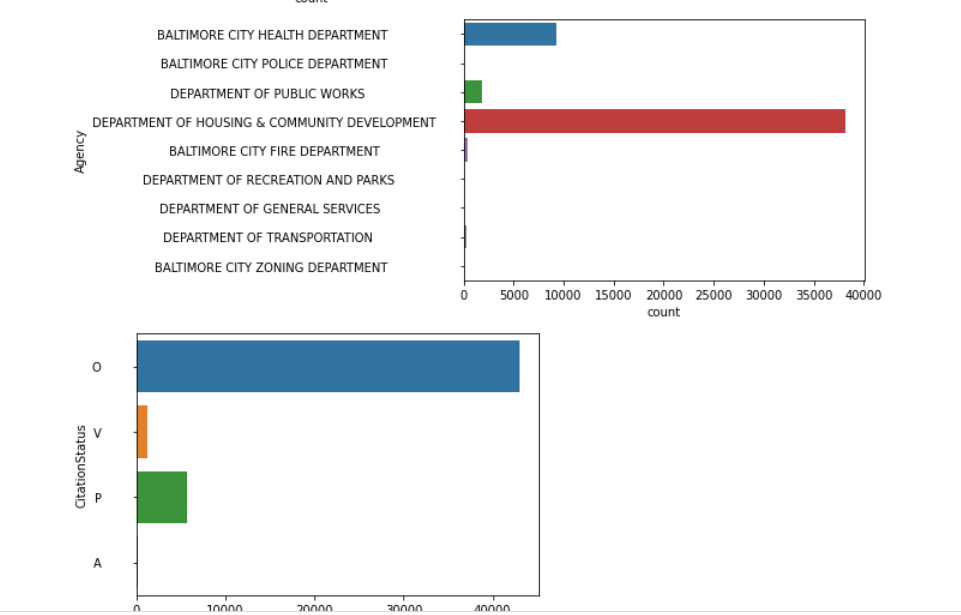 count
BALTIMORE CITY HEALTH DEPARTMENT
BALTIMORE CITY POLICE DEPARTMENT
DEPARTMENT OF PUBLIC WORKS
DEPARTMENT OF HOUSING & COMMUNITY DEVELOPMENT
BALTIMORE CITY FIRE DEPARTMENT
DEPARTMENT OF RECREATION AND PARKS
DEPARTMENT OF GENERAL SERVICES
DEPARTMENT OF TRANSPORTATION
BALTIMORE CITY ZONING DEPARTMENT
Agency
0 5000 10000 15000 20000 25000 30000 35000 40000
count
O
V
P
A
CitationStatus
0 10000 20000 30000 40000